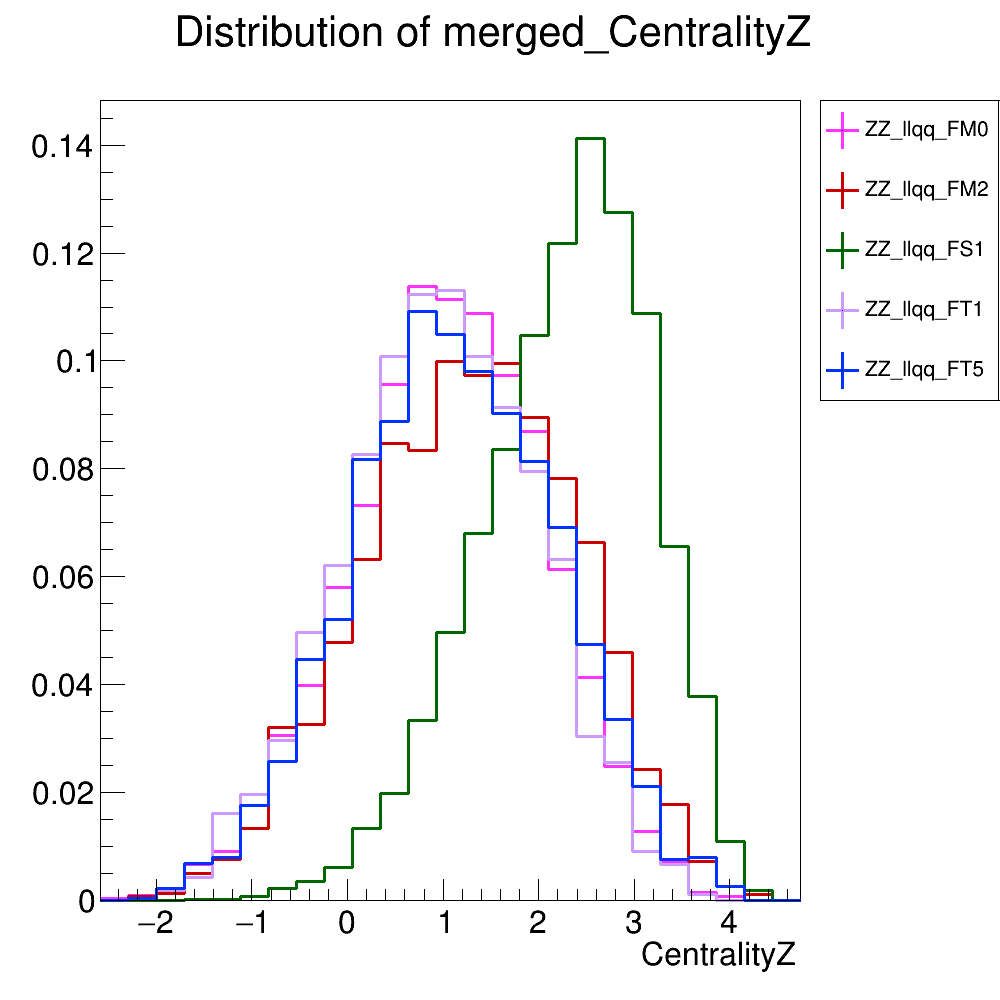 Distribution of merged_CentralityZ
0.14
0.12
0.1
0.08
0.06
0.04
0.02
0
−2 −1 0 1 2 3 4
CentralityZ
ZZ_llqq_FM0
ZZ_llqq_FM2
ZZ_llqq_FS1
ZZ_llqq_FT1
ZZ_llqq_FT5